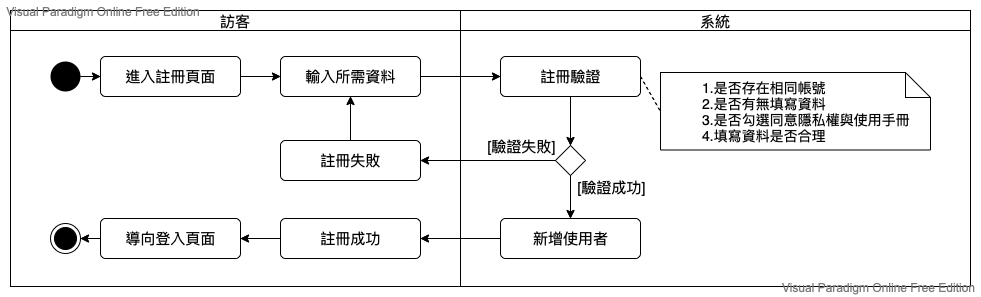 Visual Paradigm Online Free Edition
訪客
系統
進入註冊頁面
輸入所需資料
註冊驗證
1.是否存在相同帳號
2.是否有無填寫資料
3.是否勾選同意隱私權與使用手冊
4.填寫資料是否合理
註冊失敗
[驗證失敗]
[驗證成功]
導向登入頁面
註冊成功
新增使用者
Visual Paradigm Online Free Edition